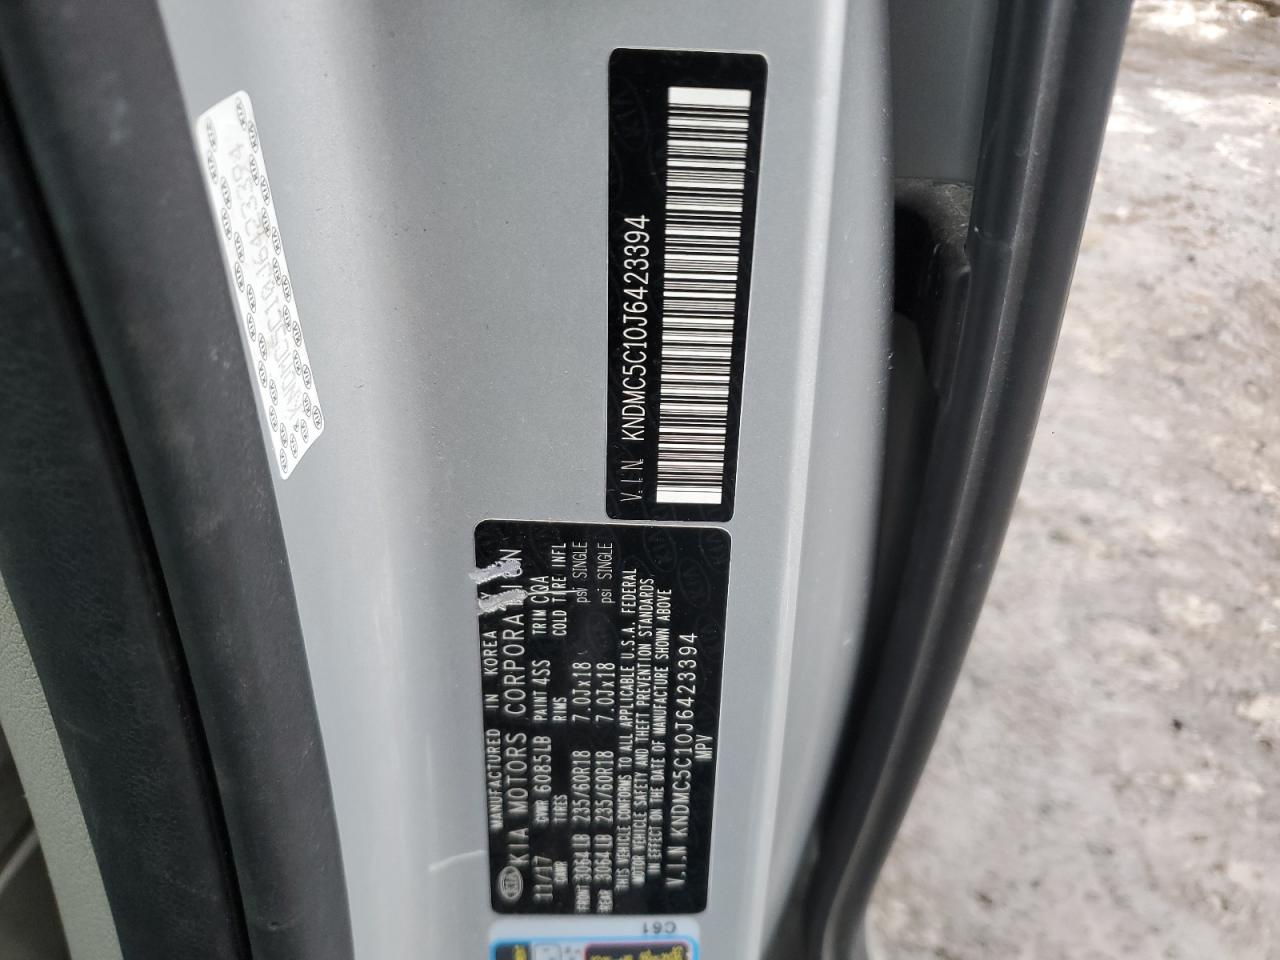 V.I.N. KNDMC5C10J6423394
MANUFACTURED IN KOREA
KIA KIA MOTORS CORPORATION
11/17 GVWR 6085LB PAINT 4SS TRIM CQA
GAWR TIRES RIMS COLD TIRE INFL
FRONT 3064LB 235/60R18 7.0Jx18 psi SINGLE
REAR 3064LB 235/60R18 7.0Jx18 psi SINGLE
THIS VEHICLE CONFORMS TO ALL APPLICABLE U.S.A. FEDERAL
MOTOR VEHICLE SAFETY AND THEFT PREVENTION STANDARDS
IN EFFECT ON THE DATE OF MANUFACTURE SHOWN ABOVE
V.I.N KNDMC5C10J6423394
MPV
C61
KNDMC5C10J6423394
KIA